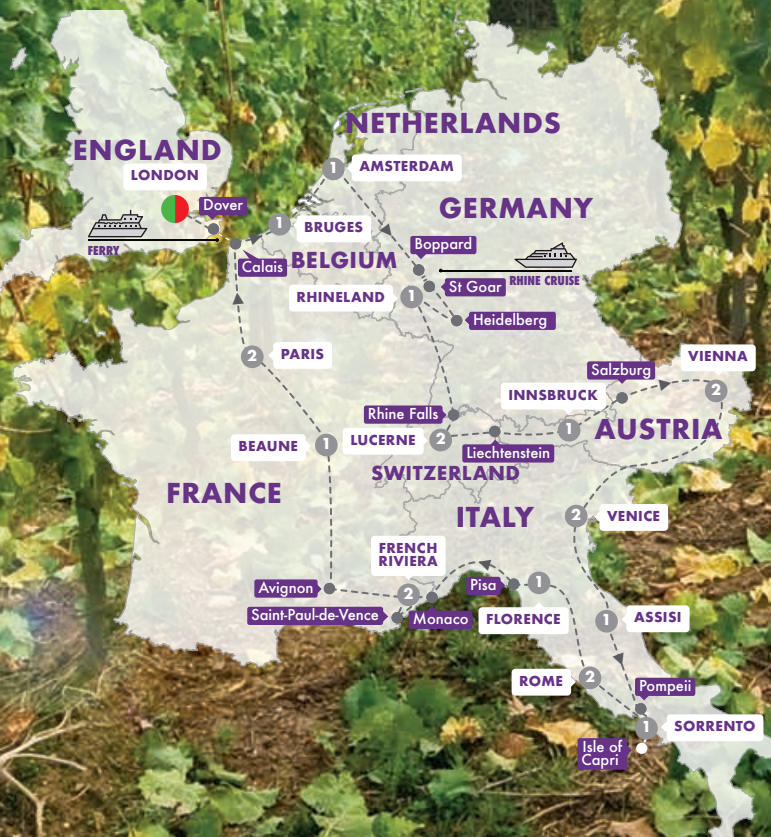 NETHERLANDS
ENGLAND
LONDON
1
AMSTERDAM
Dover
GERMANY
1
BRUGES
FERRY
Calais
BELGIUM
Boppard
RHINE CRUISE
St Goar
RHINELAND
1
Heidelberg
2
PARIS
VIENNA
2
Salzburg
INNSBRUCK
1
AUSTRIA
Rhine Falls
LUCERNE
2
Liechtenstein
SWITZERLAND
BEAUNE
1
FRANCE
ITALY
2
VENICE
FRENCH
RIVIERA
2
Avignon
Saint-Paul-de-Vence
Monaco
Pisa
1
FLORENCE
1
ASSISI
ROME
2
Pompeii
1
SORRENTO
Isle of
Capri